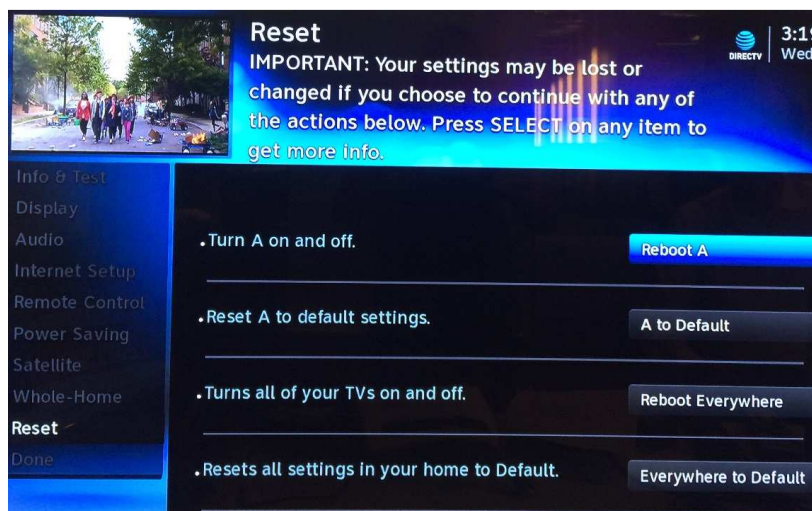 Reset
IMPORTANT: Your settings may be lost or
changed if you choose to continue with any of
the actions below. Press SELECT on any item to
get more info.
DIRECTV
Wed
Info & Test
Display
Audio
Internet Setup
Remote Control
Power Saving
Satellite
Whole-Home
Reset
Done
.Turn A on and off.
Reboot A
.Reset A to default settings.
A to Default
.Turns all of your TVs on and off.
Reboot Everywhere
.Resets all settings in your home to Default.
Everywhere to Default